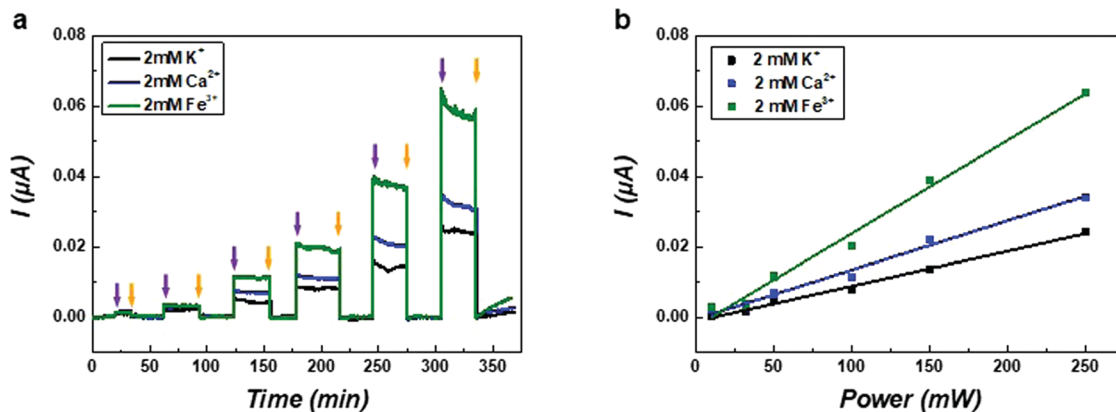 a
0.08
0.06
0.04
0.02
0.00
I (μA)
2mM K⁺
2mM Ca²⁺
2mM Fe³⁺
0 50 100 150 200 250 300 350
Time (min)
b
0.08
0.06
0.04
0.02
0.00
I (μA)
2 mM K⁺
2 mM Ca²⁺
2 mM Fe³⁺
0 50 100 150 200 250
Power (mW)